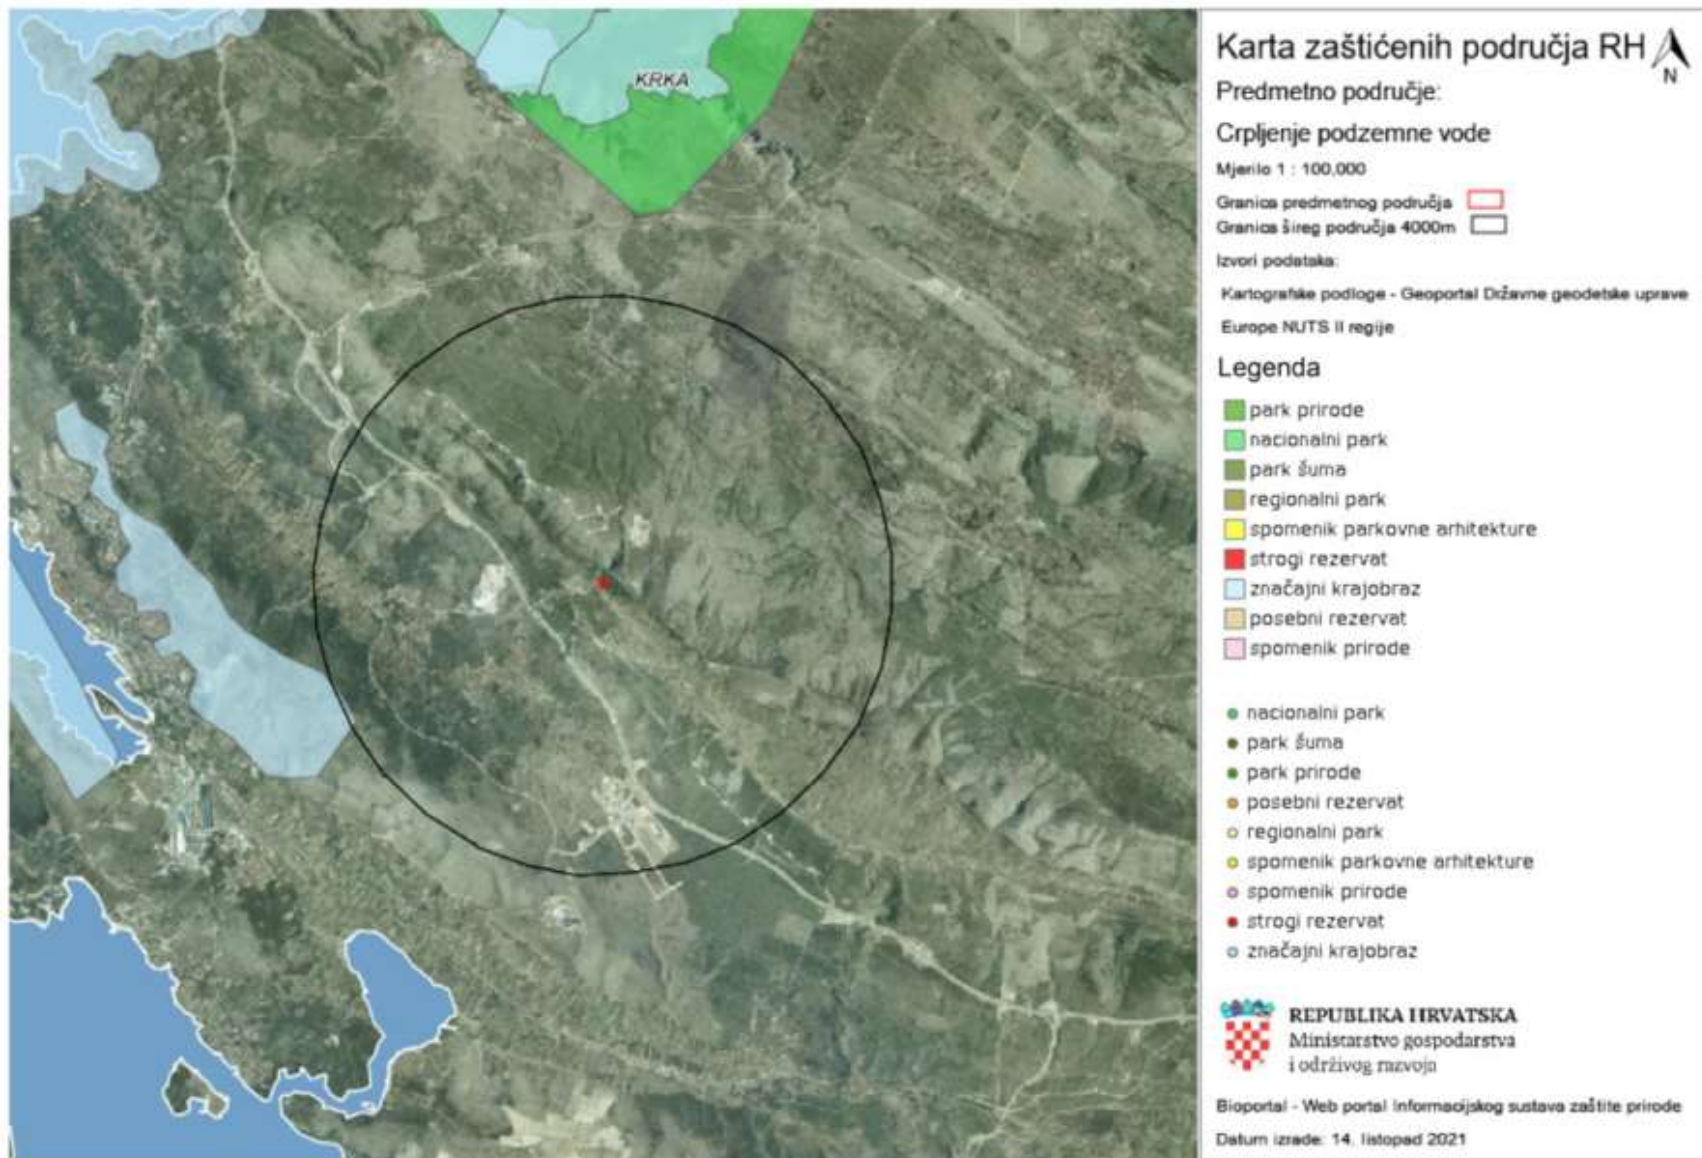 KRKA
Karta zaštićenih područja RH
N
Predmetno područje:
Crpljenje podzemne vode
Mjerilo 1 : 100,000
Granica predmetnog područja
Granica šireg područja 4000m
Izvori podataka:
Kartografske podloge - Geoportal Državne geodetske uprave
Europe NUTS II regije
Legenda
park prirode
nacionalni park
park šuma
regionalni park
spomenik parkovne arhitekture
strogi rezervat
značajni krajobraz
posebni rezervat
spomenik prirode
nacionalni park
park šuma
park prirode
posebni rezervat
regionalni park
spomenik parkovne arhitekture
spomenik prirode
strogi rezervat
značajni krajobraz
REPUBLIKA HRVATSKA
Ministarstvo gospodarstva
i održivog razvoja
Bioportal - Web portal Informacijskog sustava zaštite prirode
Datum izrade: 14. listopad 2021